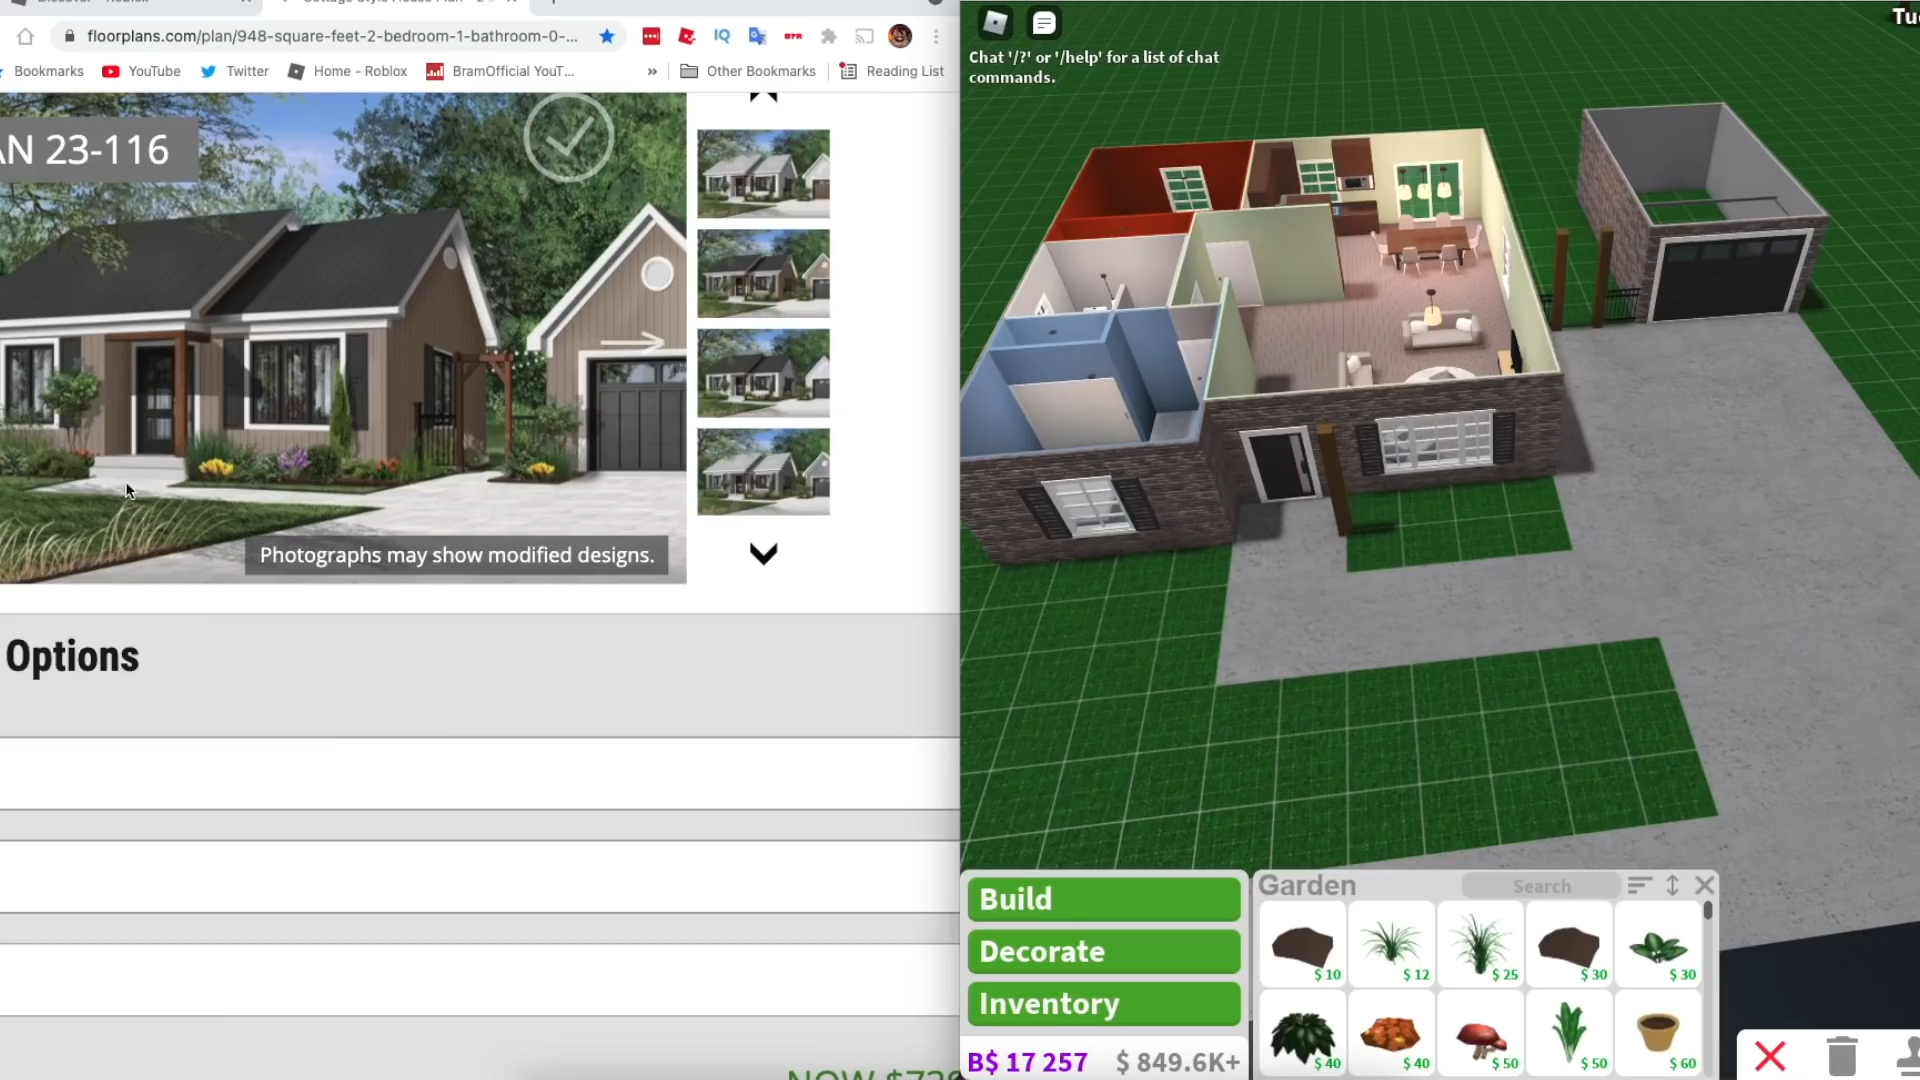 floorplans.com/plan/948-square-feet-2-bedroom-1-bathroom-0-...
IQ
Bookmarks
YouTube
Twitter
Home - Roblox
BramOfficial YouT...
»
Other Bookmarks
Reading List
AN 23-116
Photographs may show modified designs.
Options
Chat '/?' or '/help' for a list of chat
commands.
Build
Decorate
Inventory
B$ 17 257
$ 849.6K+
Garden
Search
$ 10
$ 12
$ 25
$ 30
$ 30
$ 40
$ 40
$ 50
$ 50
$ 60